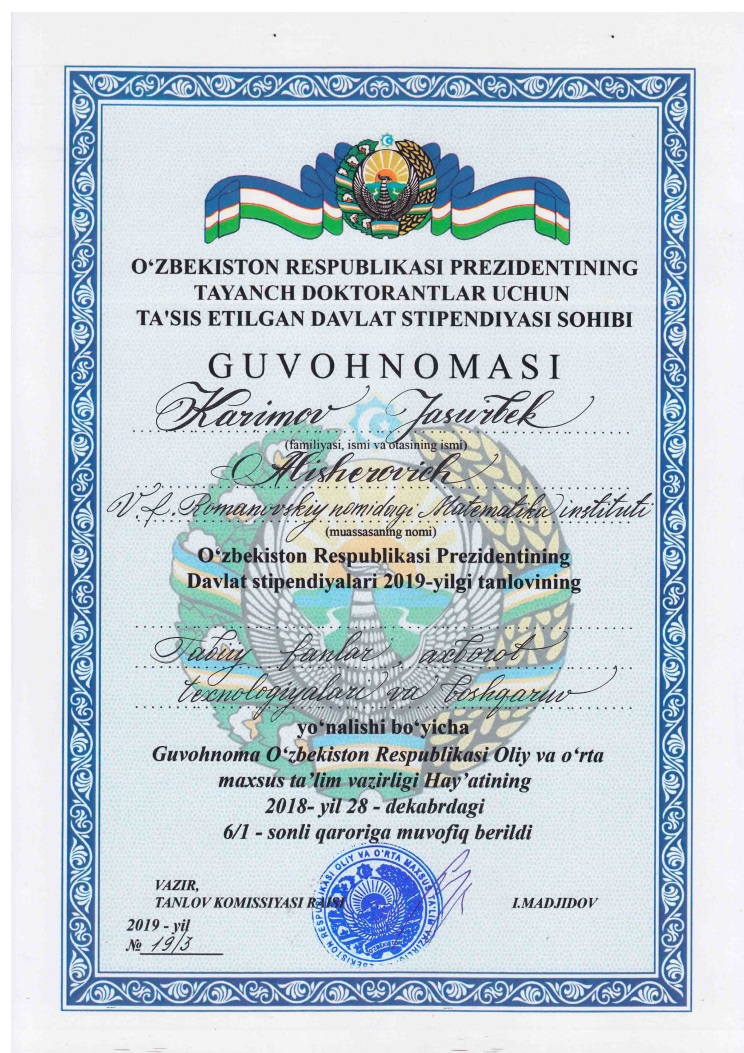 O‘ZBEKISTON RESPUBLIKASI PREZIDENTINING
TAYANCH DOKTORANTLAR UCHUN
TA'SIS ETILGAN DAVLAT STIPENDIYASI SOHIBI
GUVOHNOMASI
Karimov Jasurbek
(familiyasi, ismi va otasining ismi)
Alisherovich
V.I. Romanovskiy nomidagi Matematika instituti
(muassasaning nomi)
O‘zbekiston Respublikasi Prezidentining
Davlat stipendiyalari 2019-yilgi tanlovining
Tabiiy fanlar, axborot
texnologiyalari va boshqaruv
yo‘nalishi bo‘yicha
Guvohnoma O‘zbekiston Respublikasi Oliy va o‘rta
maxsus ta’lim vazirligi Hay’atining
2018- yil 28 - dekabrdagi
6/1 - sonli qaroriga muvofiq berildi
VAZIR,
TANLOV KOMISSIYASI RAISI I.MADJIDOV
2019 - yil
№ 19/3